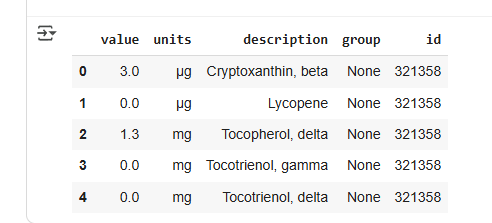 value units description group id
0 3.0 µg Cryptoxanthin, beta None 321358
1 0.0 µg Lycopene None 321358
2 1.3 mg Tocopherol, delta None 321358
3 0.0 mg Tocotrienol, gamma None 321358
4 0.0 mg Tocotrienol, delta None 321358